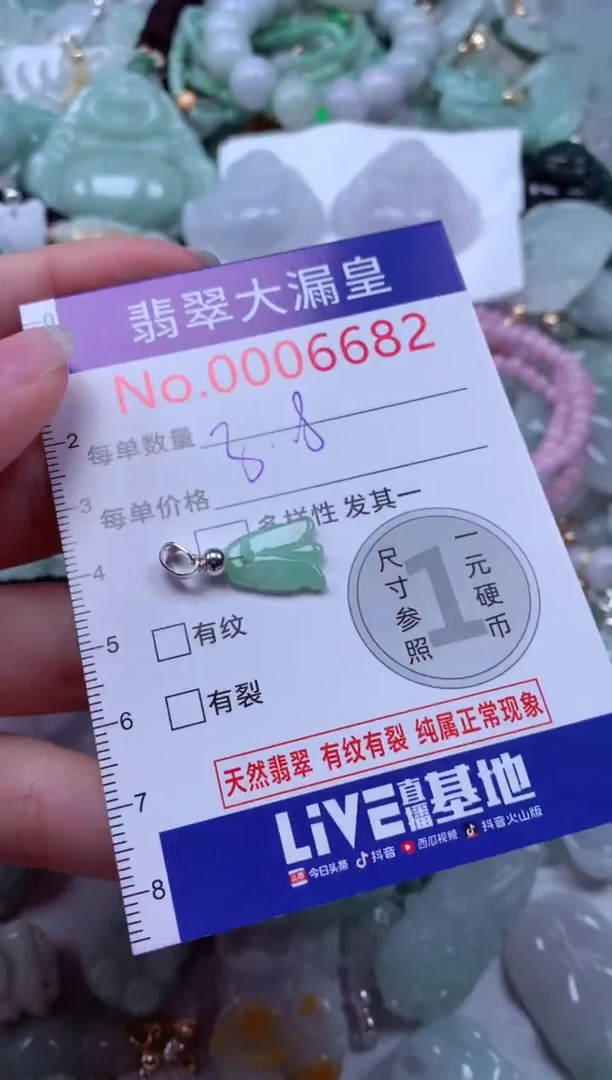 翡翠大漏皇
No.0006682
每单数量
8.8
每单价格
多样性 发其一
有纹
有裂
尺寸参照
1
一元硬币
天然翡翠 有纹有裂 纯属正常现象
LiVE直播基地
头条 今日头条 抖音 西瓜视频 抖音火山版
0
2
3
4
5
6
7
8